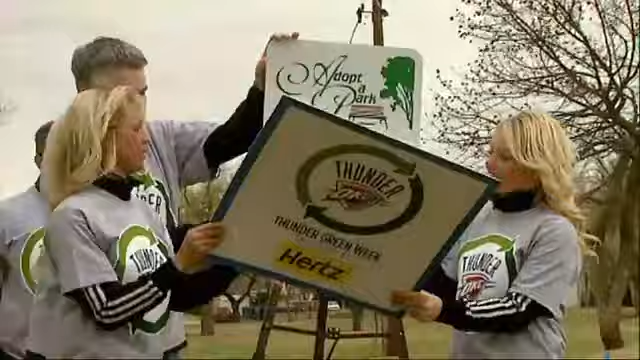 Adopt
a
Park
THUNDER
THUNDER GREEN WEEK
Hertz
THUNDER
THUNDER